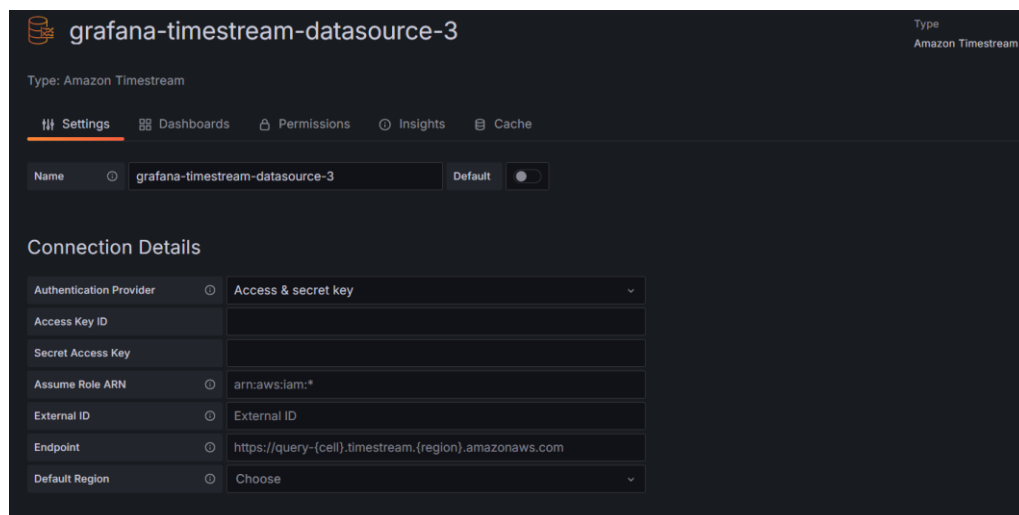 grafana-timestream-datasource-3
Type
Amazon Timestream
Type: Amazon Timestream
Settings Dashboards Permissions Insights Cache
Name grafana-timestream-datasource-3 Default
Connection Details
Authentication Provider Access & secret key
Access Key ID
Secret Access Key
Assume Role ARN arn:aws:iam:*
External ID External ID
Endpoint https://query-{cell}.timestream.{region}.amazonaws.com
Default Region Choose